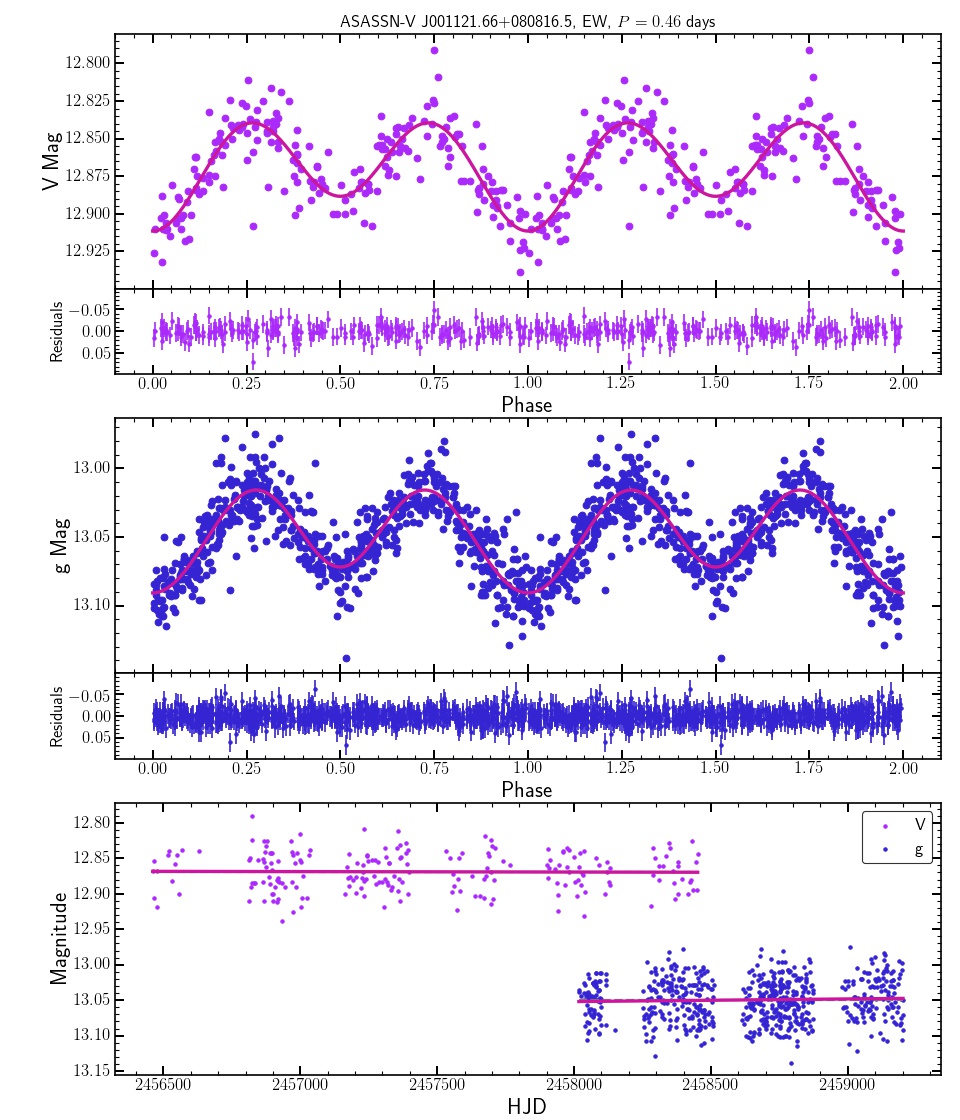 ASASSN-V J001121.66+080816.5, EW, P = 0.46 days
12.800
12.825
12.850
12.875
12.900
12.925
V Mag
−0.05
0.00
0.05
Residuals
0.00 0.25 0.50 0.75 1.00 1.25 1.50 1.75 2.00
Phase
13.00
13.05
13.10
g Mag
−0.05
0.00
0.05
Residuals
0.00 0.25 0.50 0.75 1.00 1.25 1.50 1.75 2.00
Phase
V
g
12.80
12.85
12.90
12.95
13.00
13.05
13.10
13.15
Magnitude
2456500 2457000 2457500 2458000 2458500 2459000
HJD